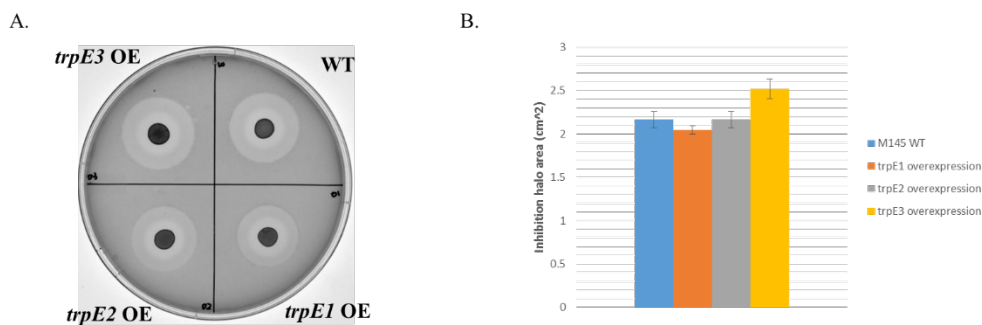 A.
trpE3 OE
WT
trpE2 OE
trpE1 OE
B.
Inhibition halo area (cm^2)
3
2.5
2
1.5
1
0.5
0
M145 WT
trpE1 overexpression
trpE2 overexpression
trpE3 overexpression